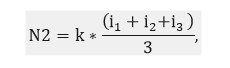 N2 = k * (i₁ + i₂+i₃ ) / 3,